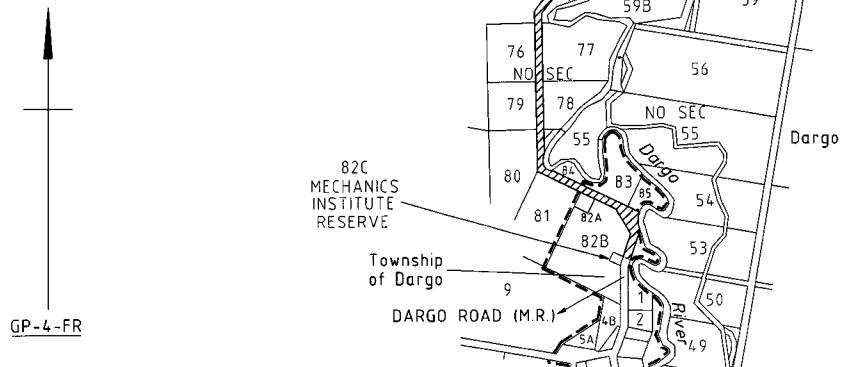 59B
59
76
77
NO SEC
56
79
78
NO SEC
55
55
Dargo
Dargo
82C
MECHANICS
INSTITUTE
RESERVE
84
80
83
85
54
81
82A
82B
53
Township
of Dargo
9
1
50
DARGO ROAD (M.R.)
4B
2
River
5A
49
GP-4-FR